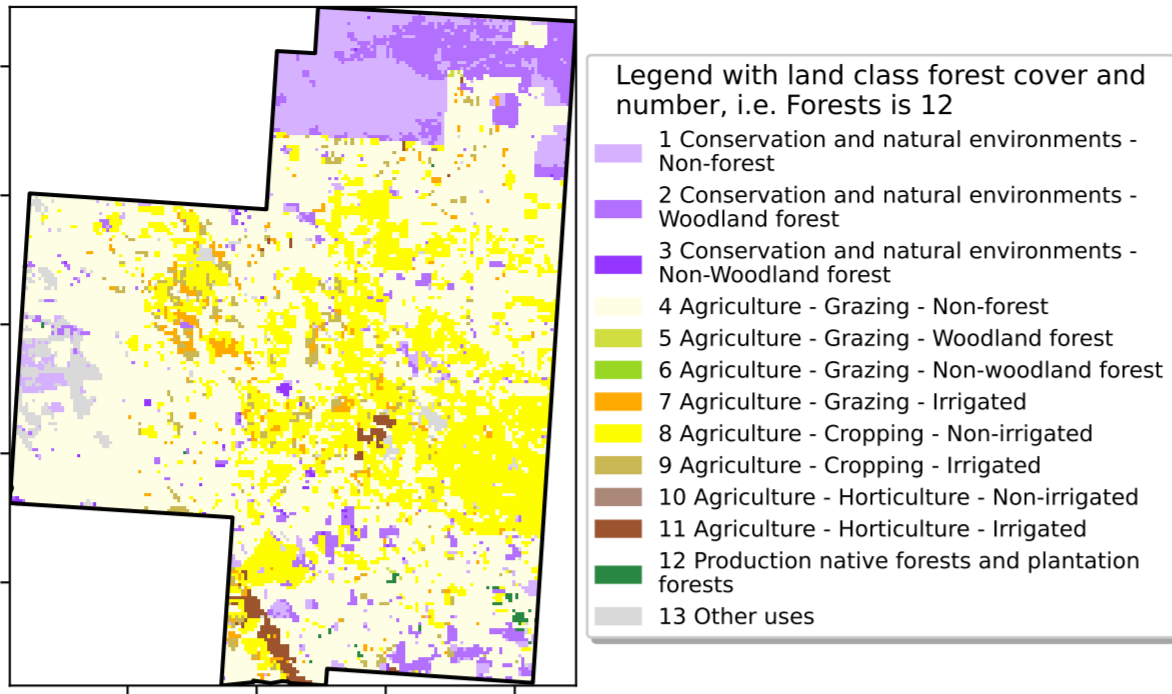 Legend with land class forest cover and
number, i.e. Forests is 12
1 Conservation and natural environments -
Non-forest
2 Conservation and natural environments -
Woodland forest
3 Conservation and natural environments -
Non-Woodland forest
4 Agriculture - Grazing - Non-forest
5 Agriculture - Grazing - Woodland forest
6 Agriculture - Grazing - Non-woodland forest
7 Agriculture - Grazing - Irrigated
8 Agriculture - Cropping - Non-irrigated
9 Agriculture - Cropping - Irrigated
10 Agriculture - Horticulture - Non-irrigated
11 Agriculture - Horticulture - Irrigated
12 Production native forests and plantation
forests
13 Other uses